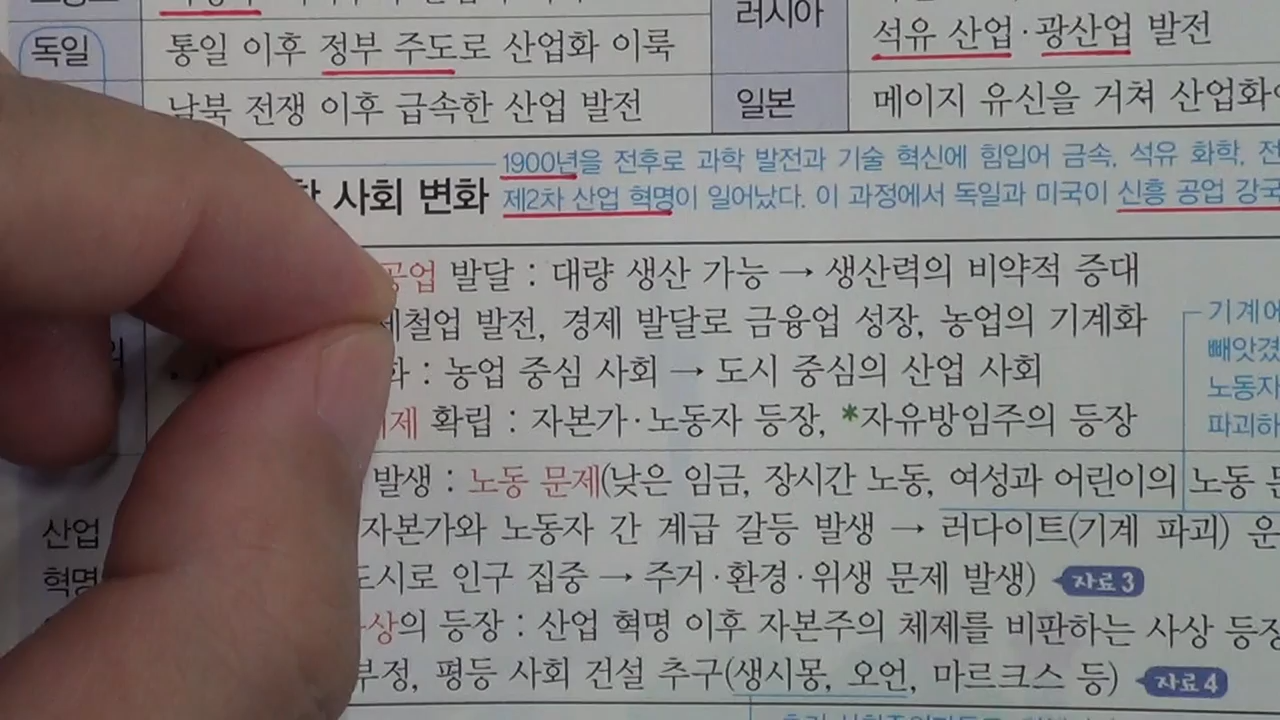 러시아
독일 통일 이후 정부 주도로 산업화 이룩 석유 산업·광산업 발전
남북 전쟁 이후 급속한 산업 발전 일본 메이지 유신을 거쳐 산업화
1900년을 전후로 과학 발전과 기술 혁신에 힘입어 금속, 석유 화학, 전
사회 변화 제2차 산업 혁명이 일어났다. 이 과정에서 독일과 미국이 신흥 공업 강국
공업 발달 : 대량 생산 가능 → 생산력의 비약적 증대
제철업 발전, 경제 발달로 금융업 성장, 농업의 기계화
화 : 농업 중심 사회 → 도시 중심의 산업 사회
확립 : 자본가·노동자 등장, *자유방임주의 등장
기계에
빼앗겼
노동자
파괴하
발생 : 노동 문제(낮은 임금, 장시간 노동, 여성과 어린이의 노동
산업 자본가와 노동자 간 계급 갈등 발생 → 러다이트(기계 파괴) 운
혁명 도시로 인구 집중 → 주거·환경·위생 문제 발생) 자료 3
상의 등장 : 산업 혁명 이후 자본주의 체제를 비판하는 사상 등장
부정, 평등 사회 건설 추구(생시몽, 오언, 마르크스 등) 자료 4